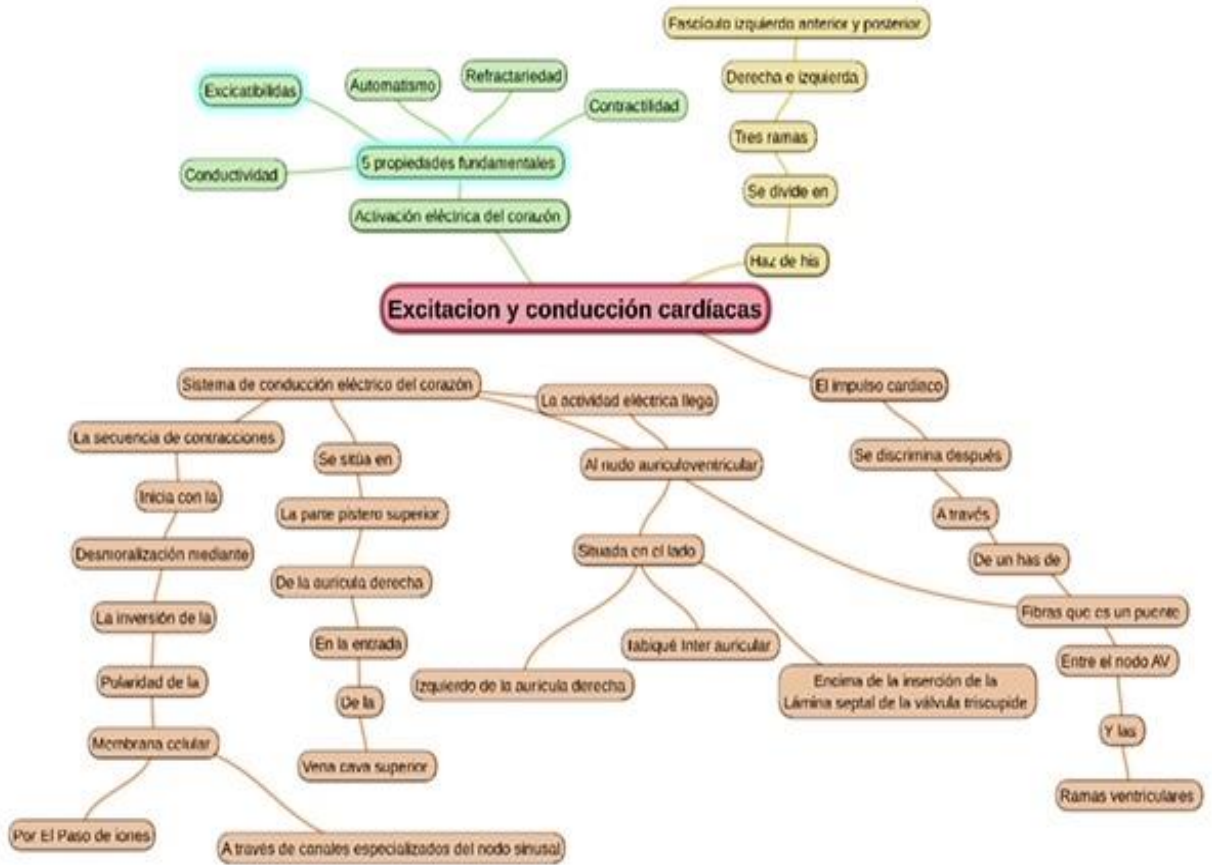 Fascículo izquierdo anterior y posterior
Derecha e izquierda
Tres ramas
Se divide en
Haz de his
Excicatibilidas
Automatismo
Refractariedad
Contractilidad
Conductividad
5 propiedades fundamentales
Activación eléctrica del corazón
Excitacion y conducción cardíacas
Sistema de conducción eléctrico del corazón
La secuencia de contracciones
Inicia con la
Desmoralización mediante
La inversión de la
Pularidad de la
Membrana celular
Por El Paso de iones
A través de canales especializados del nodo sinusal
Se sitúa en
La parte pistero superior
De la aurícula derecha
En la entrada
De la
Vena cava superior
La actividad eléctrica llega
Al nudo auriculoventricular
Situada en el lado
Izquierdo de la aurícula derecha
Tabiqué Inter auricular
Encima de la inserción de la
Lámina septal de la válvula triscupide
El impulso cardíaco
Se discrimina después
A través
De un has de
Fibras que es un puente
Entre el nodo AV
Y las
Ramas ventriculares